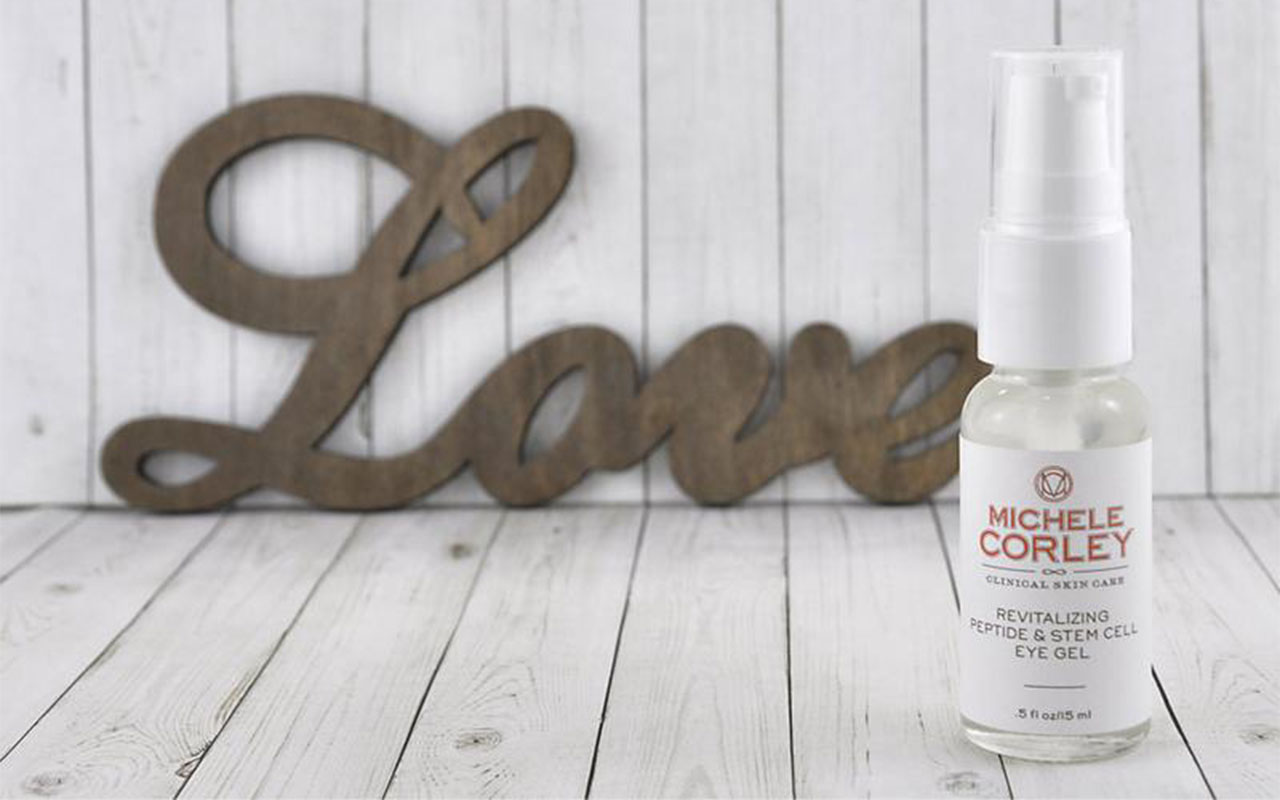 Love
MICHELE
CORLEY
CLINICAL SKIN CARE
REVITALIZING
PEPTIDE & STEM CELL
EYE GEL
.5 fl oz/15 ml